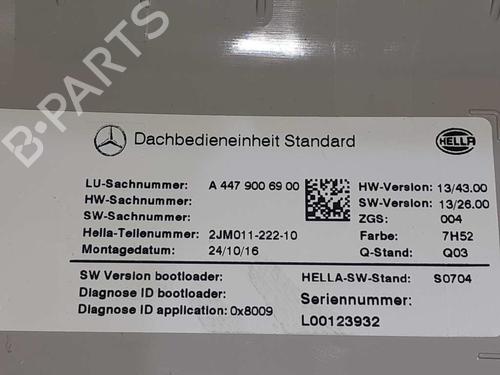 B-PARTS
Dachbedieneinheit Standard
HELLA
LU-Sachnummer: A 447 900 69 00
HW-Version: 13/43.00
HW-Sachnummer:
SW-Version: 13/26.00
SW-Sachnummer:
ZGS: 004
Hella-Teilenummer: 2JM011-222-10
Farbe: 7H52
Montagedatum: 24/10/16
Q-Stand: Q03
SW Version bootloader:
HELLA-SW-Stand: S0704
Diagnose ID bootloader:
Seriennummer:
Diagnose ID application: 0x8009
L00123932